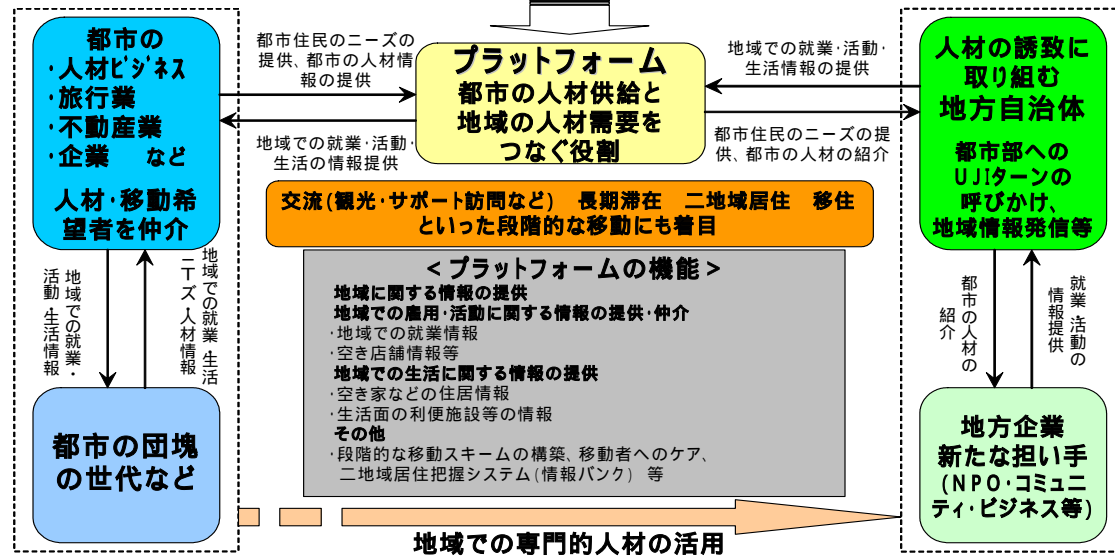 都市の
・人材ビジネス
・旅行業
・不動産業
・企業　など
人材・移動希
望者を仲介
都市住民のニーズの
提供、都市の人材情
報の提供
地域での就業・活動・
生活の情報提供
プラットフォーム
都市の人材供給と
地域の人材需要を
つなぐ役割
地域での就業・活動・
生活情報の提供
都市住民のニーズの提
供、都市の人材の紹介
人材の誘致に
取り組む
地方自治体
都市部への
UJIターンの
呼びかけ、
地域情報発信等
交流(観光・サポート訪問など)　長期滞在　二地域居住　移住
といった段階的な移動にも着目
＜プラットフォームの機能＞
地域に関する情報の提供
地域での雇用・活動に関する情報の提供・仲介
・地域での就業情報
・空き店舗情報等
地域での生活に関する情報の提供
・空き家などの住居情報
・生活面の利便施設等の情報
その他
・段階的な移動スキームの構築、移動者へのケア、
二地域居住把握システム(情報バンク)　等
地域での就業・
活動・生活情報
地域での就業・生活
ニーズ・人材情報
都市の人材の
紹介
就業・活動の
情報提供
都市の団塊
の世代など
地方企業
新たな担い手
(NPO・コミュニ
ティ・ビジネス等)
地域での専門的人材の活用